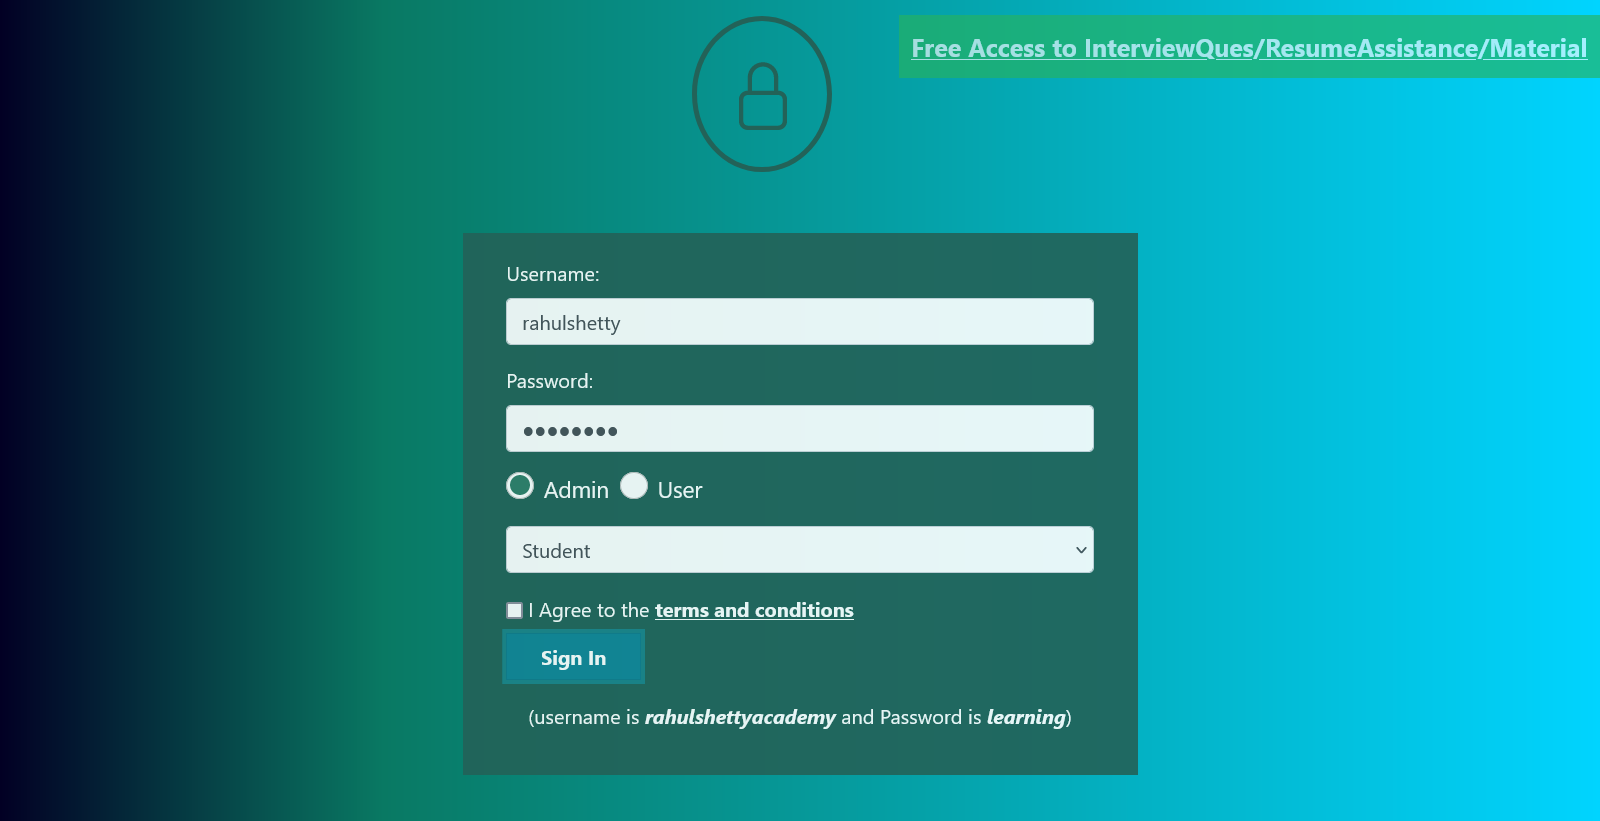 Free Access to InterviewQues/ResumeAssistance/Material
Username:
rahulshetty
Password:
••••••••
Admin User
Student
I Agree to the terms and conditions
Sign In
(username is rahulshettyacademy and Password is learning)